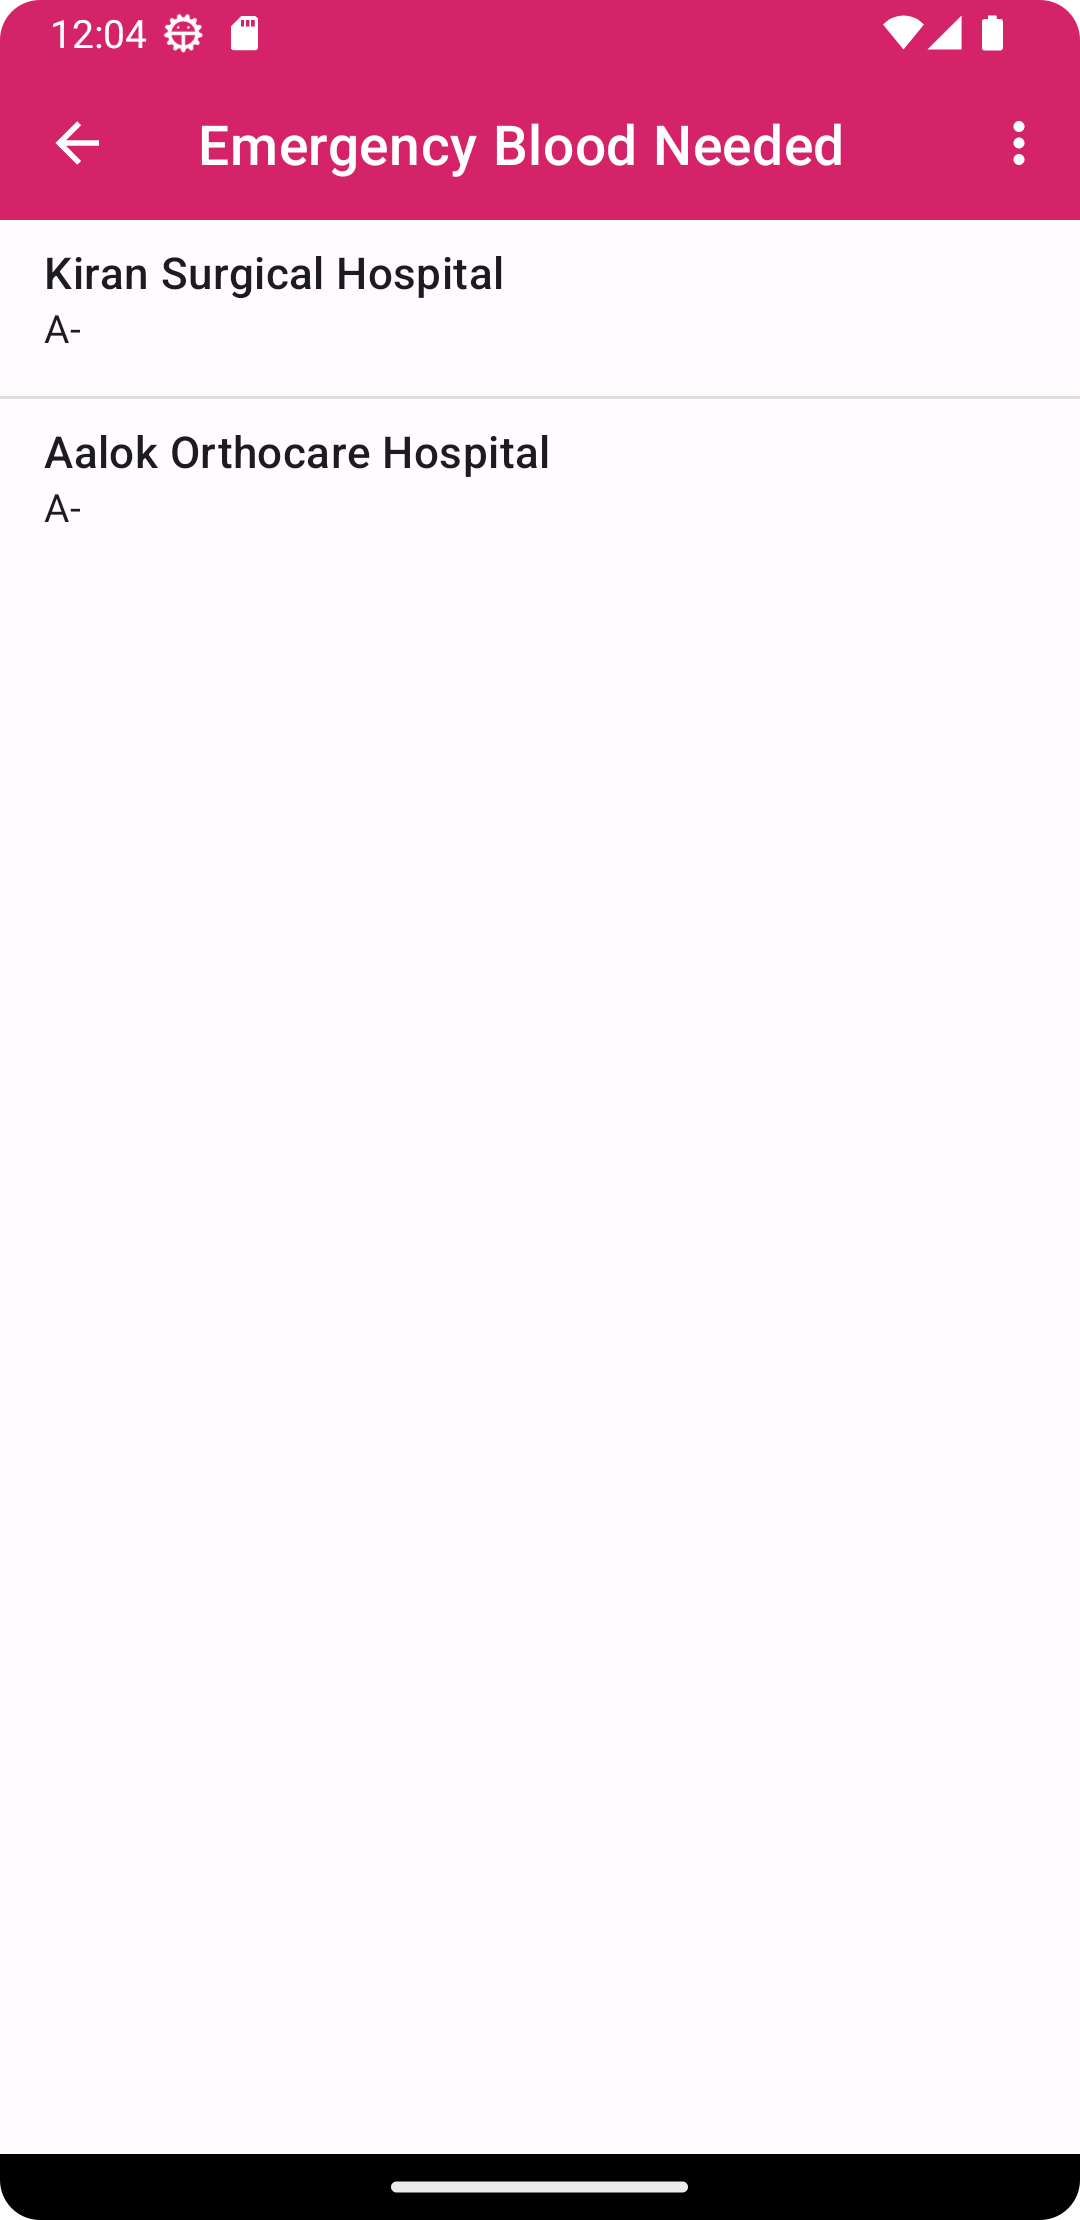 12:04
Emergency Blood Needed
Kiran Surgical Hospital
A-
Aalok Orthocare Hospital
A-